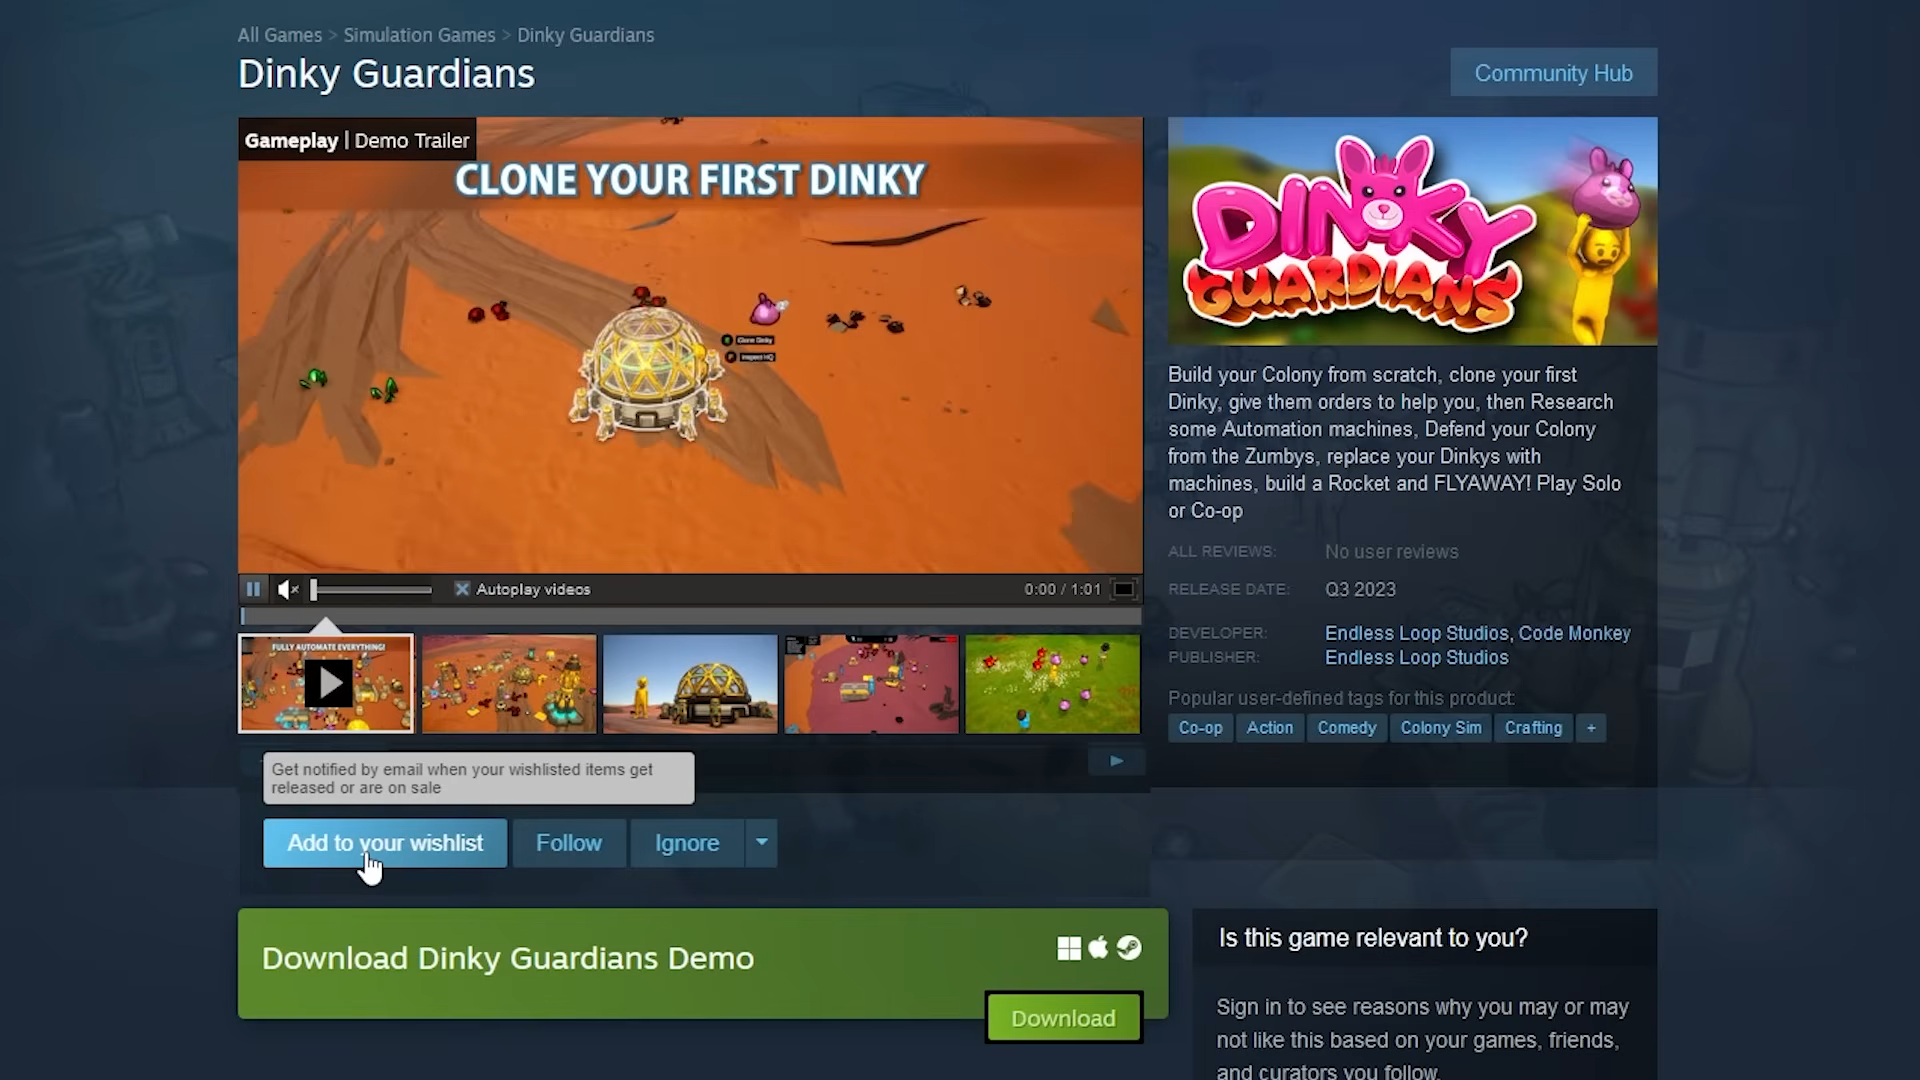 All Games > Simulation Games > Dinky Guardians
Dinky Guardians
Community Hub
Gameplay | Demo Trailer
CLONE YOUR FIRST DINKY
Clone Dinky
Inspect HQ
Autoplay videos
0:00 / 1:01
FULLY AUTOMATE EVERYTHING!
DINKY
GUARDIANS
Build your Colony from scratch, clone your first
Dinky, give them orders to help you, then Research
some Automation machines, Defend your Colony
from the Zumbys, replace your Dinkys with
machines, build a Rocket and FLYAWAY! Play Solo
or Co-op
ALL REVIEWS: No user reviews
RELEASE DATE: Q3 2023
DEVELOPER: Endless Loop Studios, Code Monkey
PUBLISHER: Endless Loop Studios
Popular user-defined tags for this product:
Co-op Action Comedy Colony Sim Crafting +
Get notified by email when your wishlisted items get
released or are on sale
Add to your wishlist Follow Ignore
Download Dinky Guardians Demo
Download
Is this game relevant to you?
Sign in to see reasons why you may or may
not like this based on your games, friends,
and curators you follow.